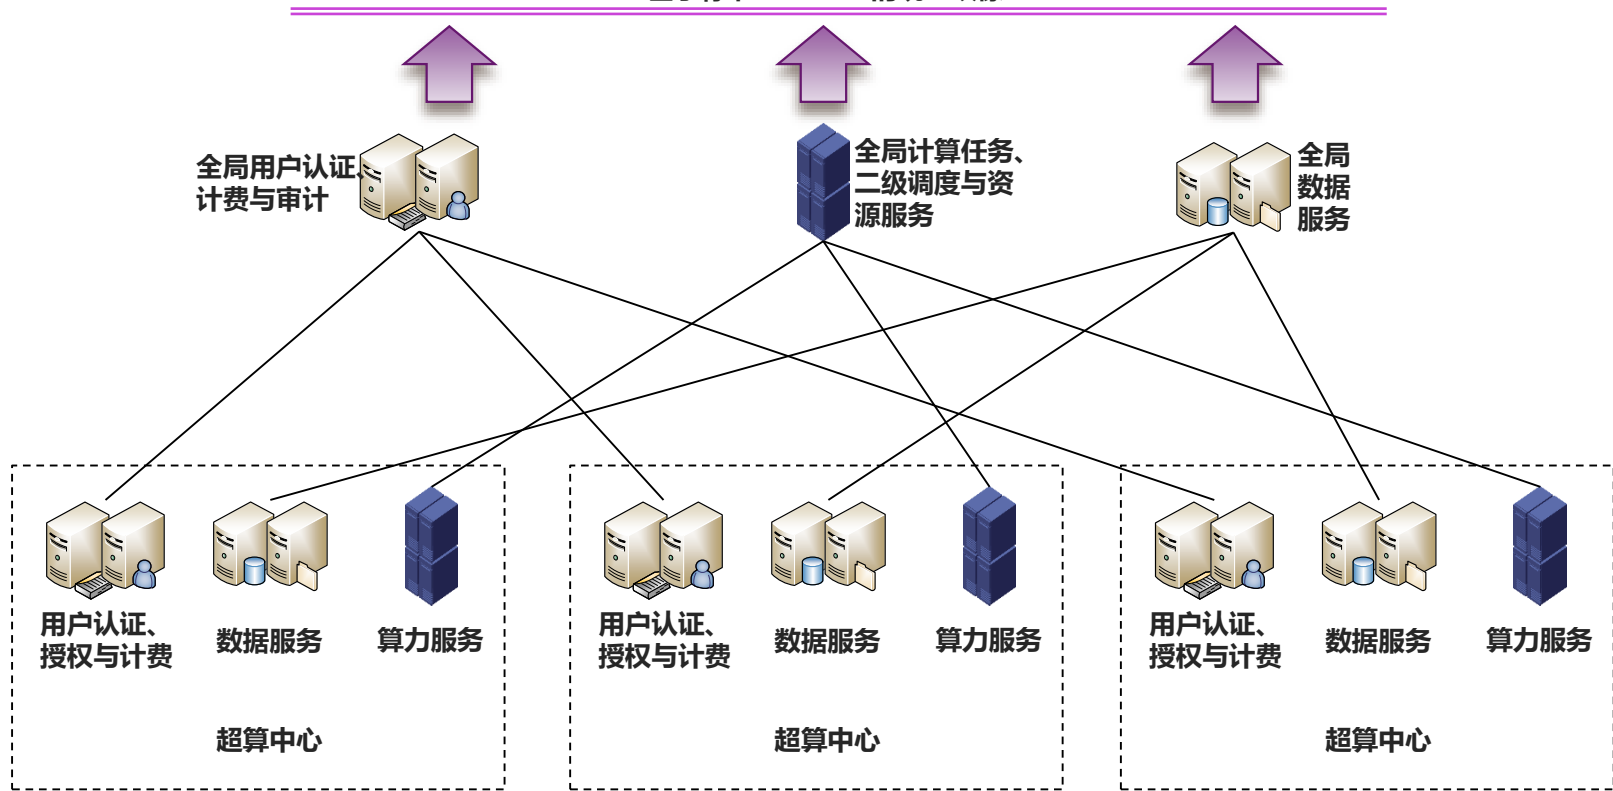 全局用户认证、
计费与审计
全局计算任务、
二级调度与资
源服务
全局
数据
服务
用户认证、
授权与计费
数据服务
算力服务
超算中心
用户认证、
授权与计费
数据服务
算力服务
超算中心
用户认证、
授权与计费
数据服务
算力服务
超算中心